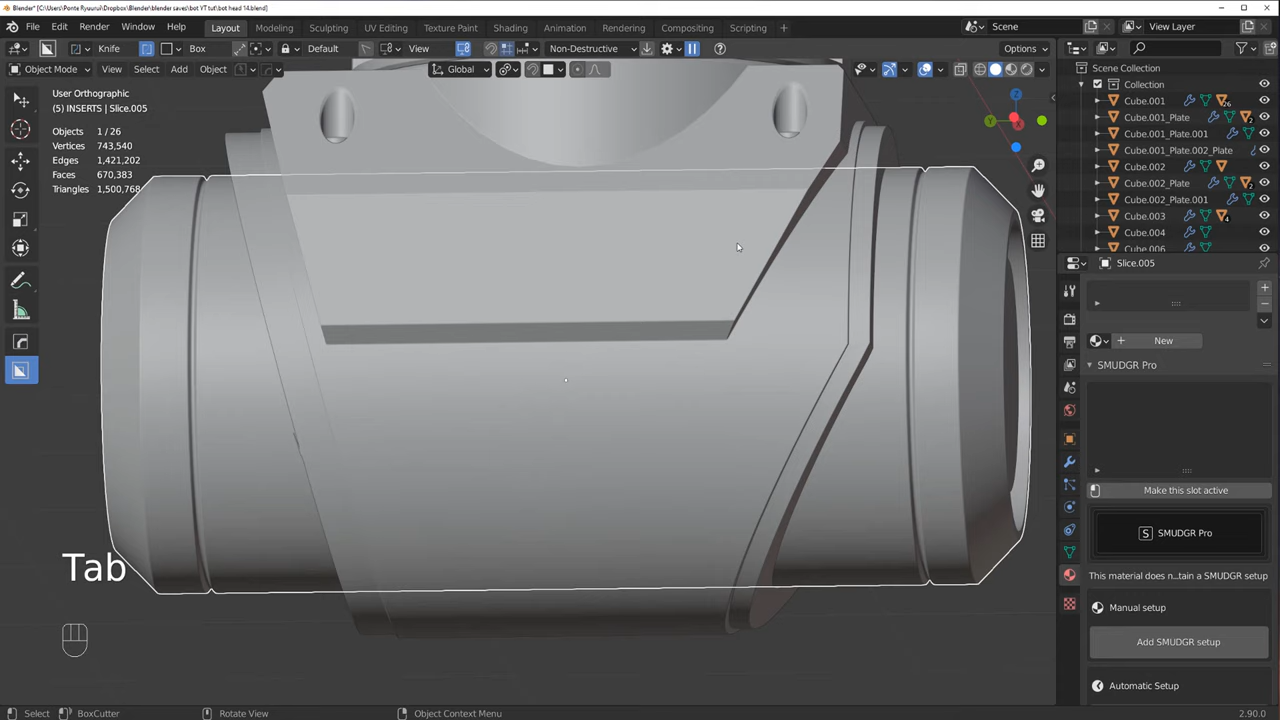 Blender* [C:\Users\Ponte Ryuurui\Dropbox\blender saves\bot YT tut\bot head 14.blend]
File Edit Render Window Help Layout Modeling Sculpting UV Editing Texture Paint Shading Animation Rendering Compositing Scripting + Scene View Layer
Knife Box Default View Non-Destructive Options
Object Mode View Select Add Object Global
User Orthographic
(5) INSERTS | Slice.005
Objects 1 / 26
Vertices 743,540
Edges 1,421,202
Faces 670,383
Triangles 1,500,768
Tab
Scene Collection
Collection
Cube.001 26
Cube.001_Plate 2
Cube.001_Plate.001
Cube.001_Plate.002_Plate
Cube.002
Cube.002_Plate 2
Cube.002_Plate.001
Cube.003 4
Cube.004
Cube.006
Slice.005
New
SMUDGR Pro
Make this slot active
S SMUDGR Pro
This material does n...tain a SMUDGR setup
Manual setup
Add SMUDGR setup
Automatic Setup
Select BoxCutter Rotate View Object Context Menu 2.90.0